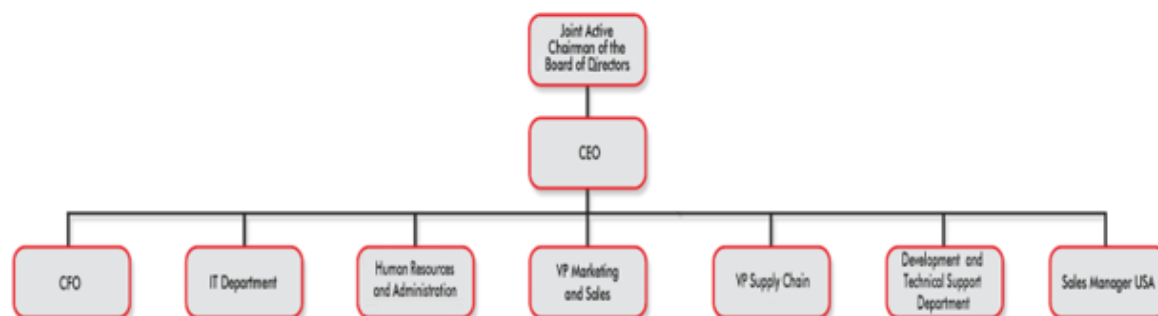 Joint Active
Chairman of the
Board of Directors
CEO
CFO
IT Department
Human Resources
and Administration
VP Marketing
and Sales
VP Supply Chain
Development and
Technical Support
Department
Sales Manager USA